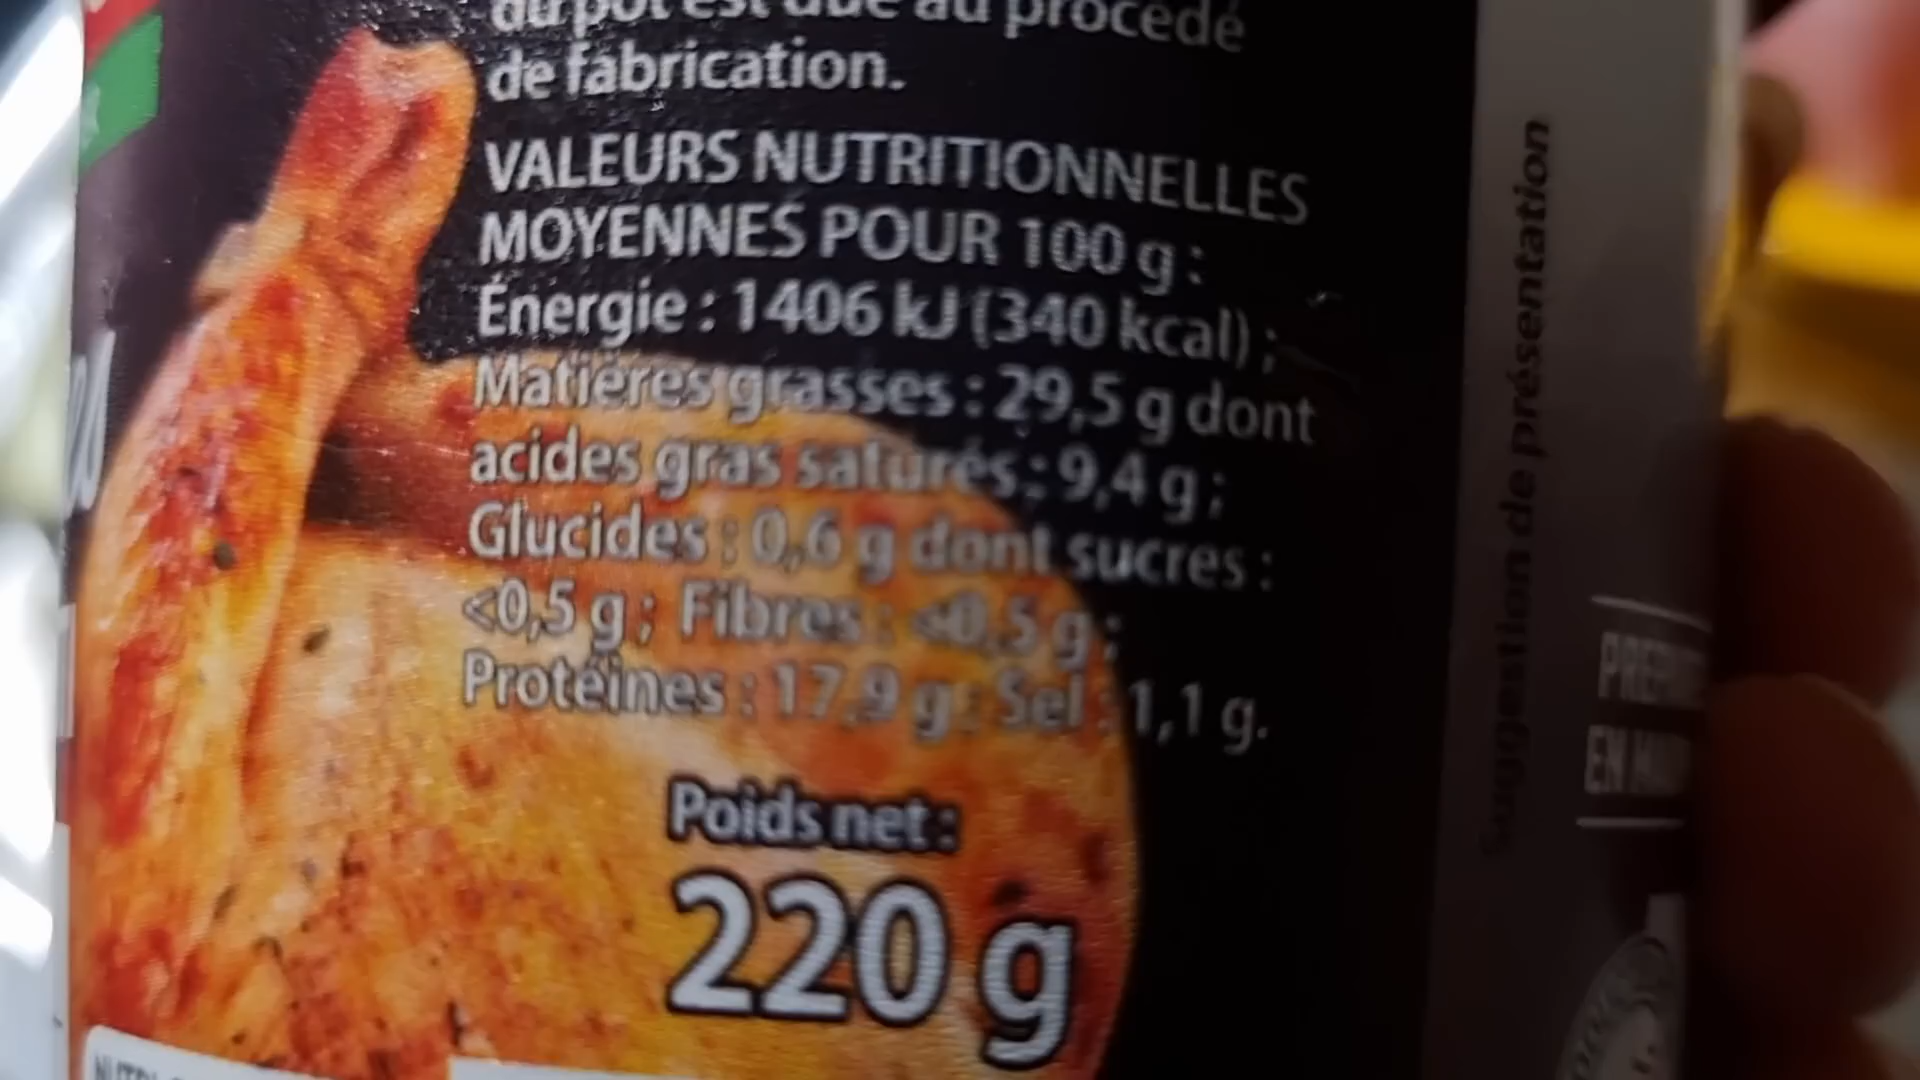 du pot est due au procédé
de fabrication.
VALEURS NUTRITIONNELLES
MOYENNES POUR 100 g :
Énergie : 1406 kJ (340 kcal) ;
Matières grasses : 29,5 g dont
acides gras saturés : 9,4 g ;
Glucides : 0,6 g dont sucres :
<0,5 g ; Fibres : <0,5 g ;
Protéines : 17,9 g ; Sel : 1,1 g.
Poids net :
220 g
Suggestion de présentation
EN